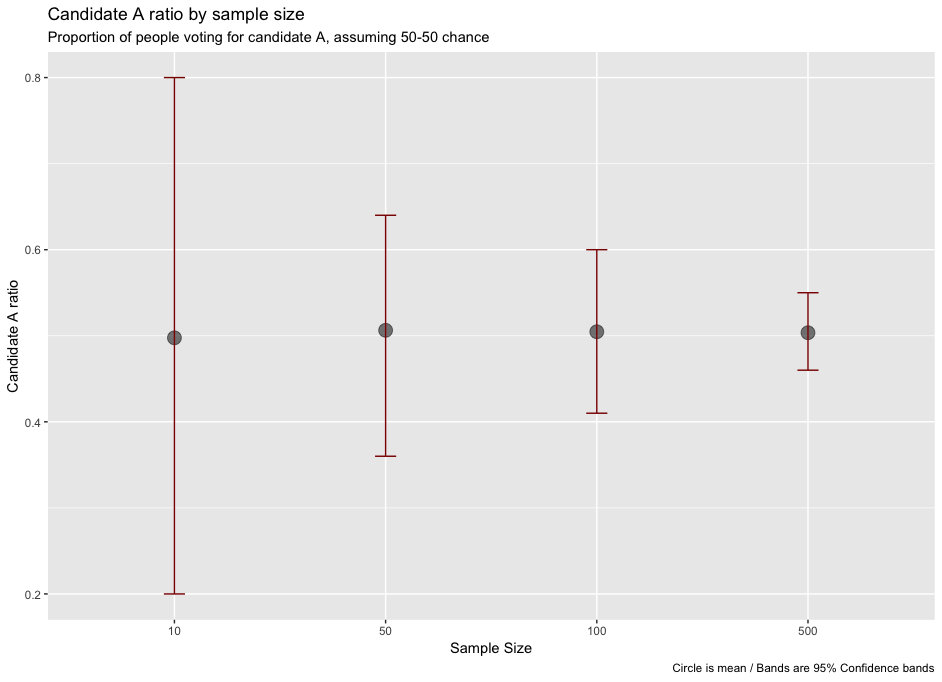 Candidate A ratio by sample size
Proportion of people voting for candidate A, assuming 50-50 chance
Candidate A ratio
0.8
0.6
0.4
0.2
10 50 100 500
Sample Size
Circle is mean / Bands are 95% Confidence bands